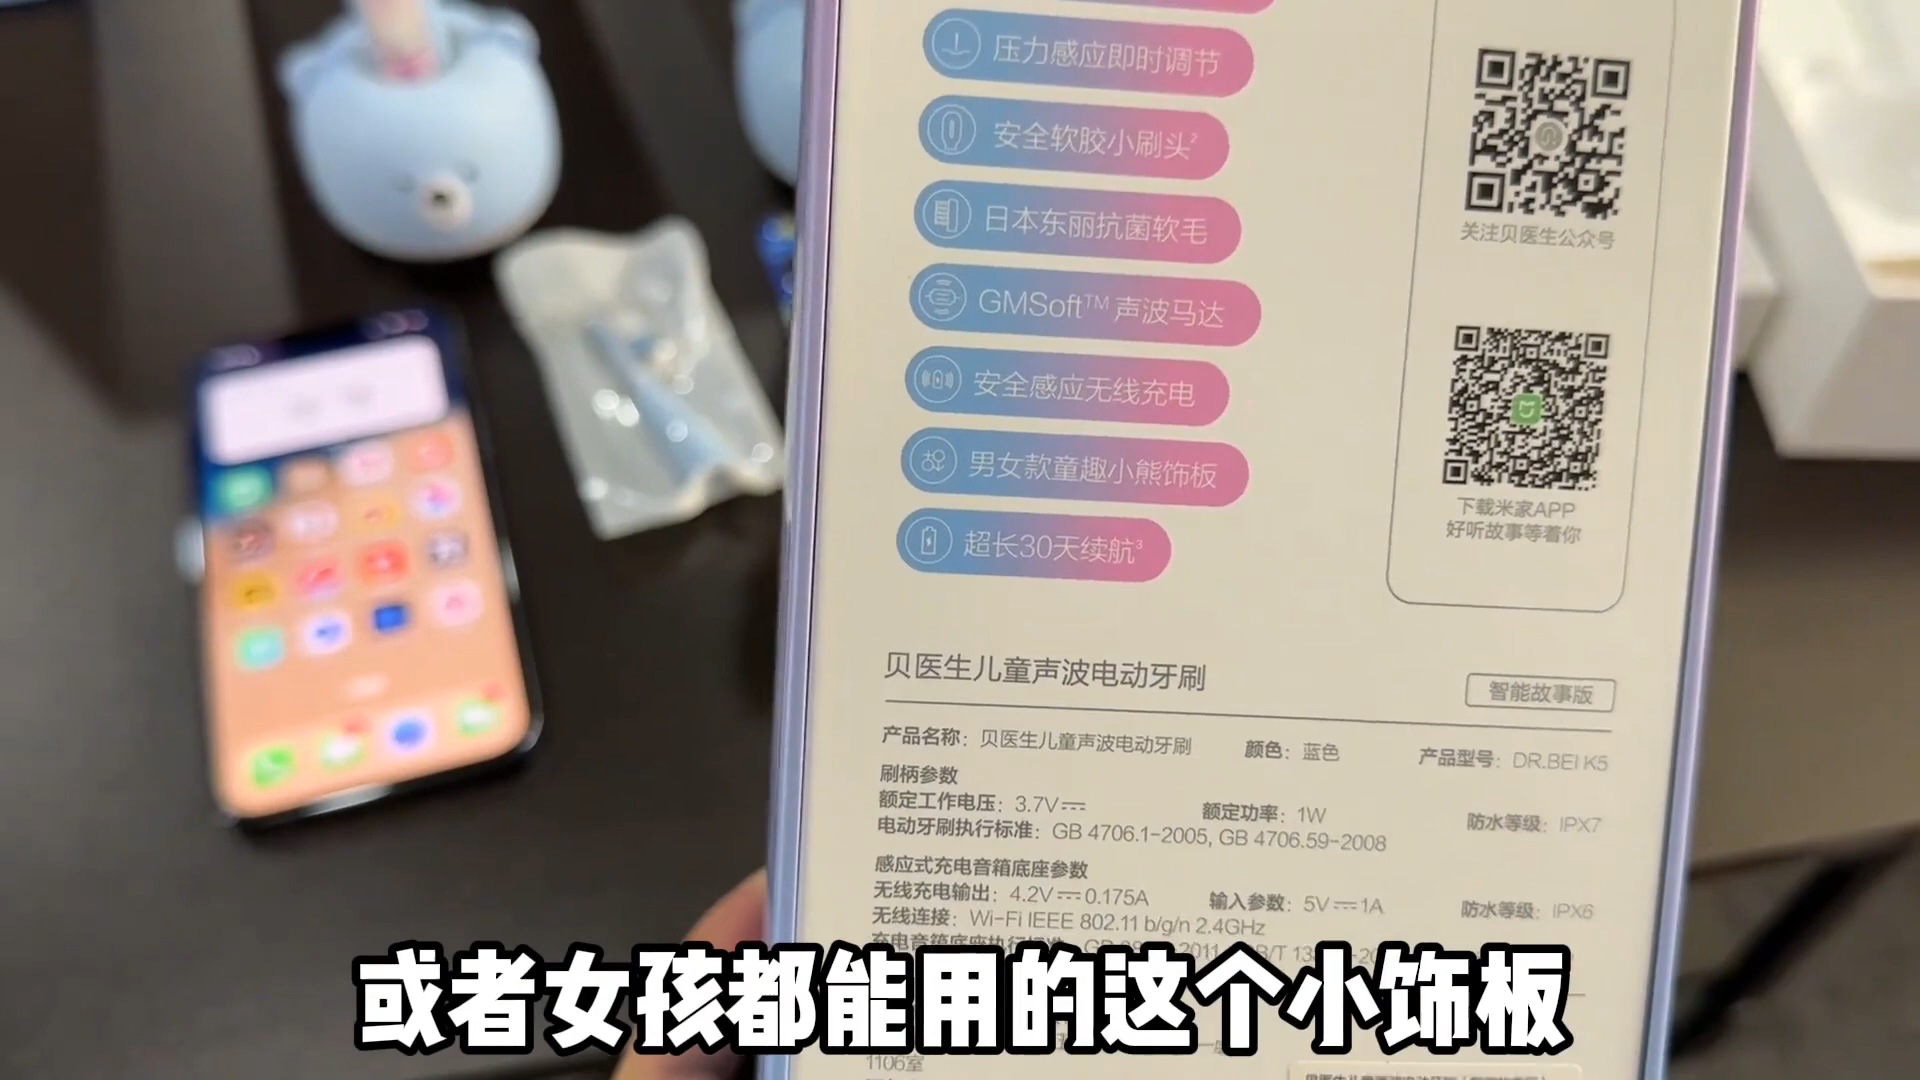 压力感应即时调节
安全软胶小刷头²
日本东丽抗菌软毛
GMSoft™ 声波马达
安全感应无线充电
男女款童趣小熊饰板
超长30天续航³
关注贝医生公众号
下载米家APP
好听故事等着你
贝医生儿童声波电动牙刷
智能故事版
产品名称：贝医生儿童声波电动牙刷 颜色：蓝色 产品型号：DR.BEI K5
刷柄参数
额定工作电压：3.7V⎓ 额定功率：1W 防水等级：IPX7
电动牙刷执行标准：GB 4706.1-2005, GB 4706.59-2008
感应式充电音箱底座参数
无线充电输出：4.2V⎓0.175A 输入参数：5V⎓1A 防水等级：IPX6
无线连接：Wi-Fi IEEE 802.11 b/g/n 2.4GHz
或者女孩都能用的这个小饰板
1106室